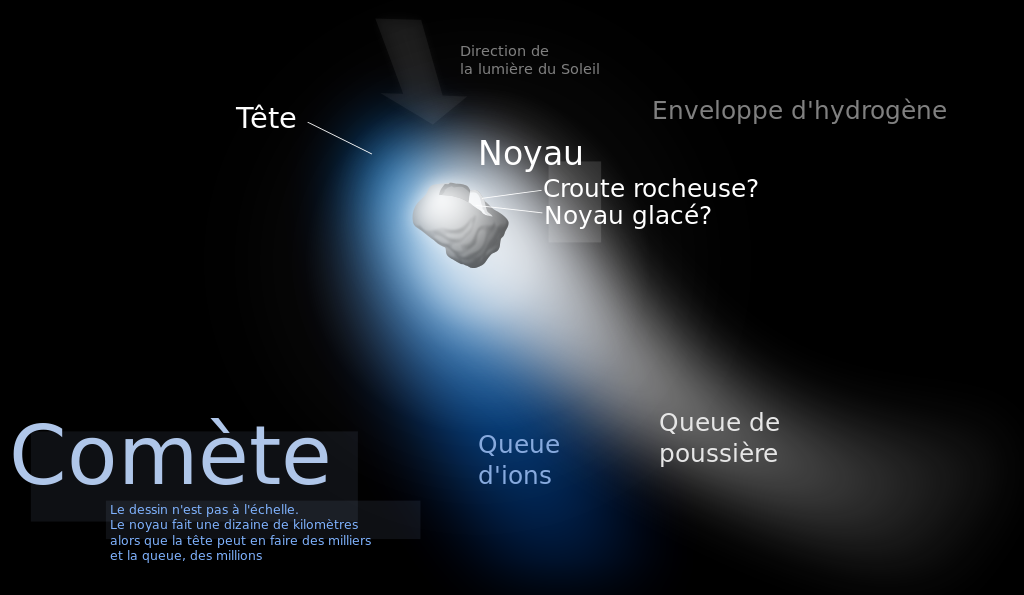 Direction de
la lumière du Soleil
Enveloppe d'hydrogène
Tête
Noyau
Croute rocheuse?
Noyau glacé?
Queue de
poussière
Queue
d'ions
Comète
Le dessin n'est pas à l'échelle.
Le noyau fait une dizaine de kilomètres
alors que la tête peut en faire des milliers
et la queue, des millions